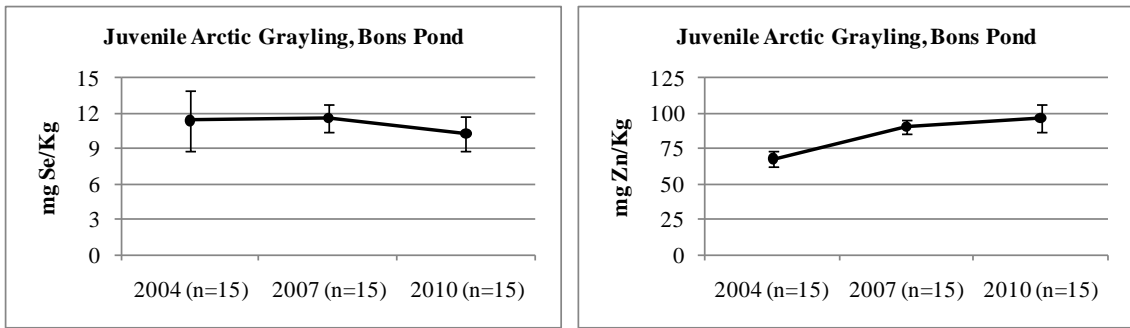 Juvenile Arctic Grayling, Bons Pond
mg Se/Kg
15
12
9
6
3
0
2004 (n=15) 2007 (n=15) 2010 (n=15)
Juvenile Arctic Grayling, Bons Pond
mg Zn/Kg
125
100
75
50
25
0
2004 (n=15) 2007 (n=15) 2010 (n=15)